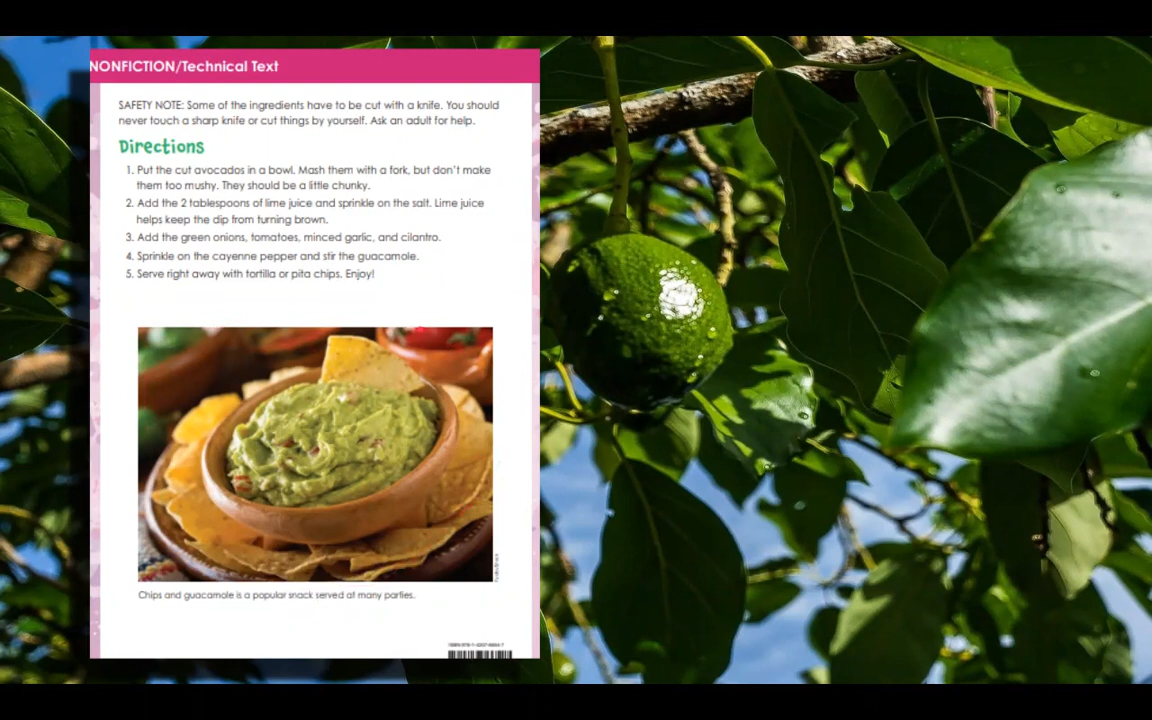 NONFICTION/Technical Text
SAFETY NOTE: Some of the ingredients have to be cut with a knife. You should
never touch a sharp knife or cut things by yourself. Ask an adult for help.
Directions
1. Put the cut avocados in a bowl. Mash them with a fork, but don't make
them too mushy. They should be a little chunky.
2. Add the 2 tablespoons of lime juice and sprinkle on the salt. Lime juice
helps keep the dip from turning brown.
3. Add the green onions, tomatoes, minced garlic, and cilantro.
4. Sprinkle on the cayenne pepper and stir the guacamole.
5. Serve right away with tortilla or pita chips. Enjoy!
Chips and guacamole is a popular snack served at many parties.